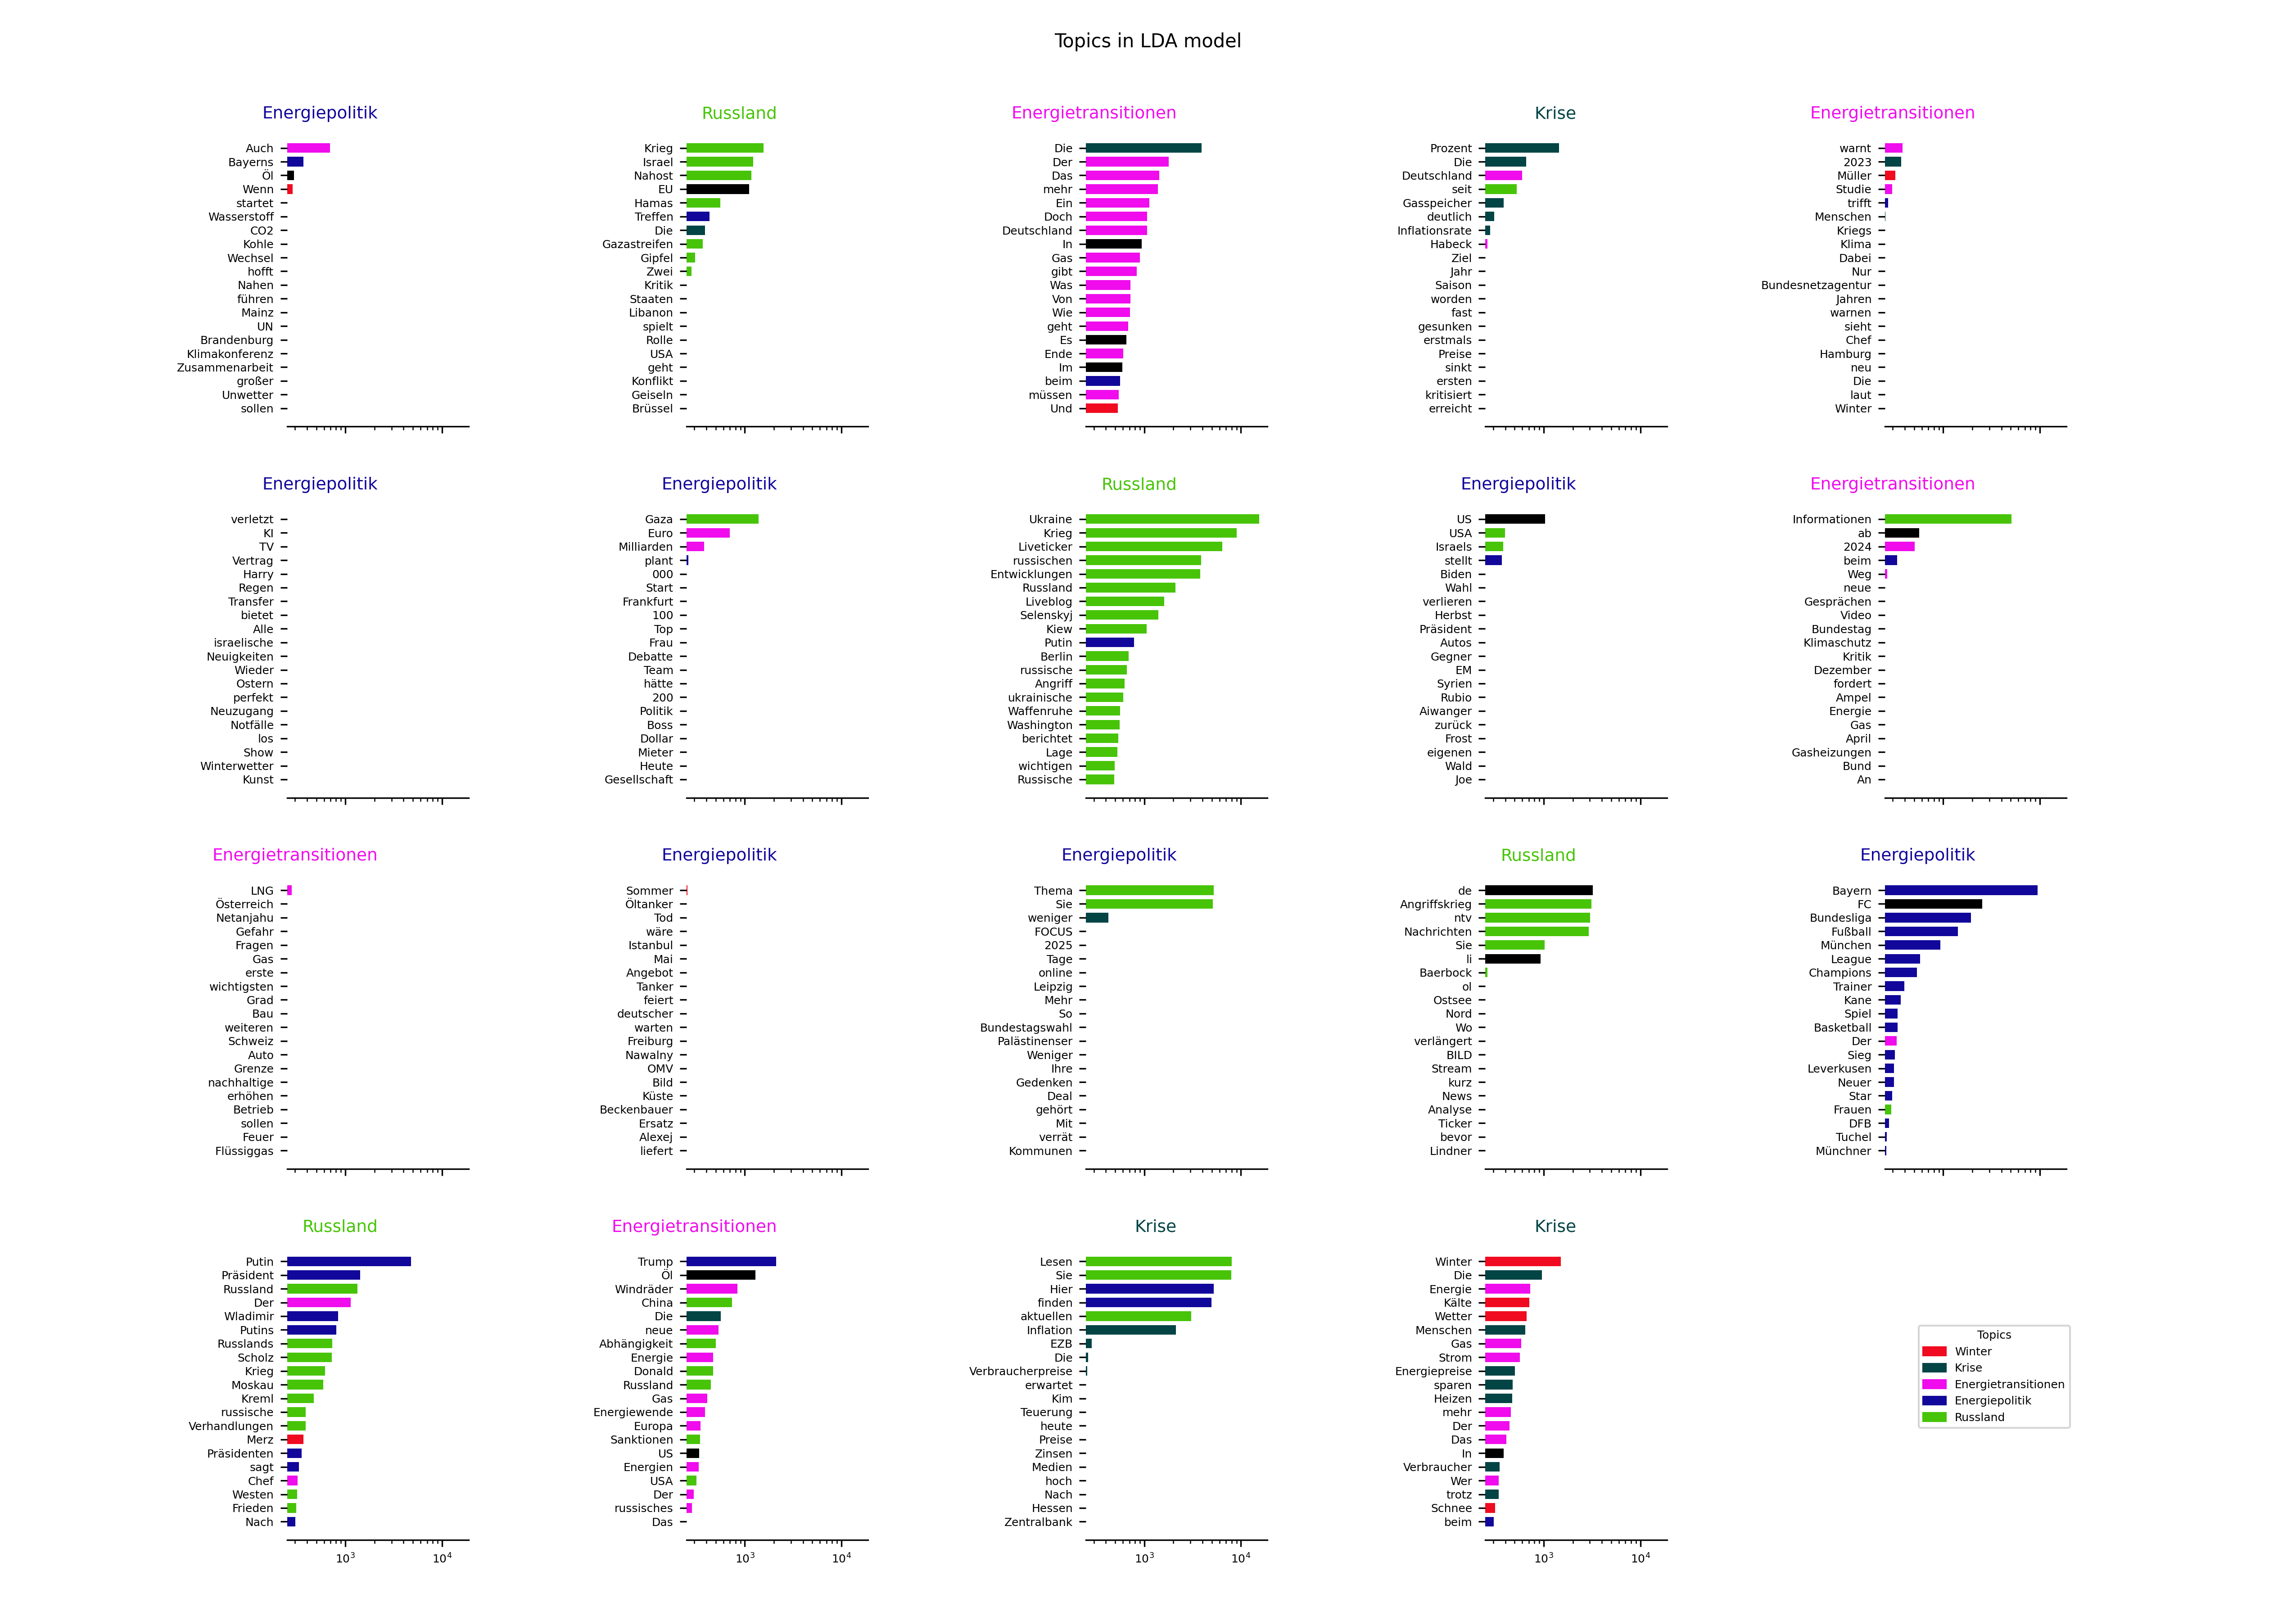 Topics in LDA model
Energiepolitik
Auch
Bayerns
Öl
Wenn
startet
Wasserstoff
CO2
Kohle
Wechsel
hofft
Nahen
führen
Mainz
UN
Brandenburg
Klimakonferenz
Zusammenarbeit
großer
Unwetter
sollen
Russland
Krieg
Israel
Nahost
EU
Hamas
Treffen
Die
Gazastreifen
Gipfel
Zwei
Kritik
Staaten
Libanon
spielt
Rolle
USA
geht
Konflikt
Geiseln
Brüssel
Energietransitionen
Die
Der
Das
mehr
Ein
Doch
Deutschland
In
Gas
gibt
Was
Von
Wie
geht
Es
Ende
Im
beim
müssen
Und
Krise
Prozent
Die
Deutschland
seit
Gasspeicher
deutlich
Inflationsrate
Habeck
Ziel
Jahr
Saison
worden
fast
gesunken
erstmals
Preise
sinkt
ersten
kritisiert
erreicht
Energietransitionen
warnt
2023
Müller
Studie
trifft
Menschen
Kriegs
Klima
Dabei
Nur
Bundesnetzagentur
Jahren
warnen
sieht
Chef
Hamburg
neu
Die
laut
Winter
Energiepolitik
verletzt
KI
TV
Vertrag
Harry
Regen
Transfer
bietet
Alle
israelische
Neuigkeiten
Wieder
Ostern
perfekt
Neuzugang
Notfälle
los
Show
Winterwetter
Kunst
Energiepolitik
Gaza
Euro
Milliarden
plant
000
Start
Frankfurt
100
Top
Frau
Debatte
Team
hätte
200
Politik
Boss
Dollar
Mieter
Heute
Gesellschaft
Russland
Ukraine
Krieg
Liveticker
russischen
Entwicklungen
Russland
Liveblog
Selenskyj
Kiew
Putin
Berlin
russische
Angriff
ukrainische
Waffenruhe
Washington
berichtet
Lage
wichtigen
Russische
Energiepolitik
US
USA
Israels
stellt
Biden
Wahl
verlieren
Herbst
Präsident
Autos
Gegner
EM
Syrien
Rubio
Aiwanger
zurück
Frost
eigenen
Wald
Joe
Energietransitionen
Informationen
ab
2024
beim
Weg
neue
Gesprächen
Video
Bundestag
Klimaschutz
Kritik
Dezember
fordert
Ampel
Energie
Gas
April
Gasheizungen
Bund
An
Energietransitionen
LNG
Österreich
Netanjahu
Gefahr
Fragen
Gas
erste
wichtigsten
Grad
Bau
weiteren
Schweiz
Auto
Grenze
nachhaltige
erhöhen
Betrieb
sollen
Feuer
Flüssiggas
Energiepolitik
Sommer
Öltanker
Tod
wäre
Istanbul
Mai
Angebot
Tanker
feiert
deutscher
warten
Freiburg
Nawalny
OMV
Bild
Küste
Beckenbauer
Ersatz
Alexej
liefert
Energiepolitik
Thema
Sie
weniger
FOCUS
2025
Tage
online
Leipzig
Mehr
So
Bundestagswahl
Palästinenser
Weniger
Ihre
Gedenken
Deal
gehört
Mit
verrät
Kommunen
Russland
de
Angriffskrieg
ntv
Nachrichten
Sie
li
Baerbock
ol
Ostsee
Nord
Wo
verlängert
BILD
Stream
kurz
News
Analyse
Ticker
bevor
Lindner
Energiepolitik
Bayern
FC
Bundesliga
Fußball
München
League
Champions
Trainer
Kane
Spiel
Basketball
Der
Sieg
Leverkusen
Neuer
Star
Frauen
DFB
Tuchel
Münchner
Russland
Putin
Präsident
Russland
Der
Wladimir
Putins
Russlands
Scholz
Krieg
Moskau
Kreml
russische
Verhandlungen
Merz
Präsidenten
sagt
Chef
Westen
Frieden
Nach
10³ 10⁴
Energietransitionen
Trump
Öl
Windräder
China
Die
neue
Abhängigkeit
Energie
Donald
Russland
Gas
Energiewende
Europa
Sanktionen
US
Energien
USA
Der
russisches
Das
10³ 10⁴
Krise
Lesen
Sie
Hier
finden
aktuellen
Inflation
EZB
Die
Verbraucherpreise
erwartet
Kim
Teuerung
heute
Preise
Zinsen
Medien
hoch
Nach
Hessen
Zentralbank
10³ 10⁴
Krise
Winter
Die
Energie
Kälte
Wetter
Menschen
Gas
Strom
Energiepreise
sparen
Heizen
mehr
Der
Das
In
Verbraucher
Wer
trotz
Schnee
beim
10³ 10⁴
Topics
Winter
Krise
Energietransitionen
Energiepolitik
Russland